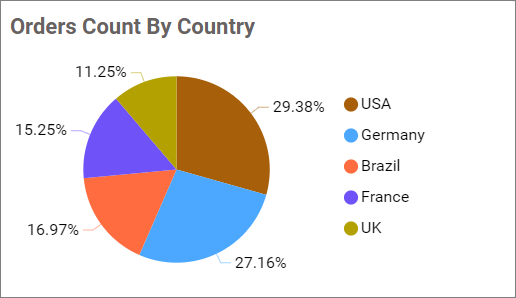 Orders Count By Country
11.25%
29.38%
15.25%
16.97%
27.16%
USA
Germany
Brazil
France
UK